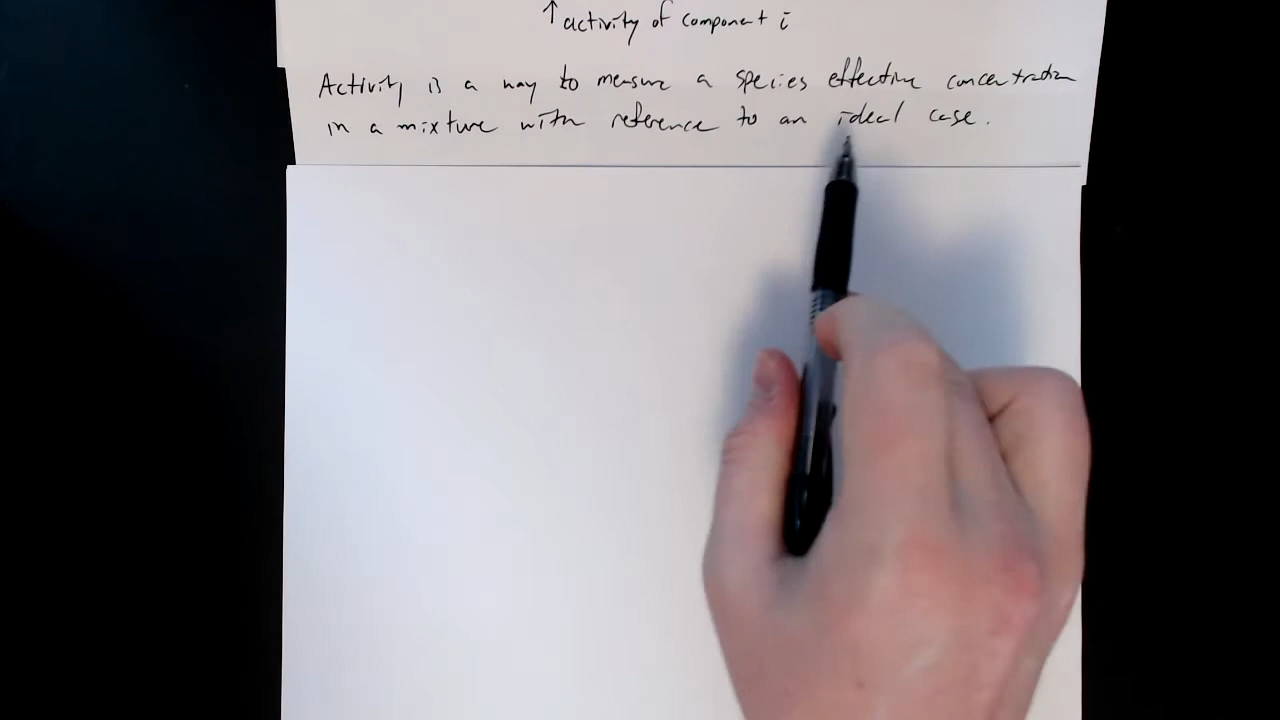 ↑ activity of component i
Activity is a way to measure a species effective concentration
in a mixture with reference to an ideal case.